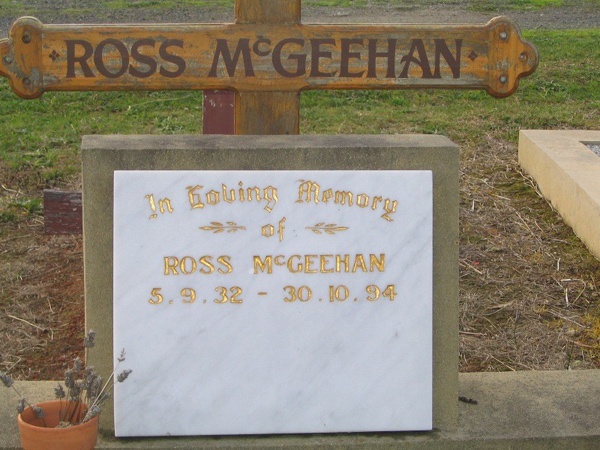 ROSS McGEEHAN
In Loving Memory
of
ROSS McGEEHAN
5.9.32 - 30.10.94